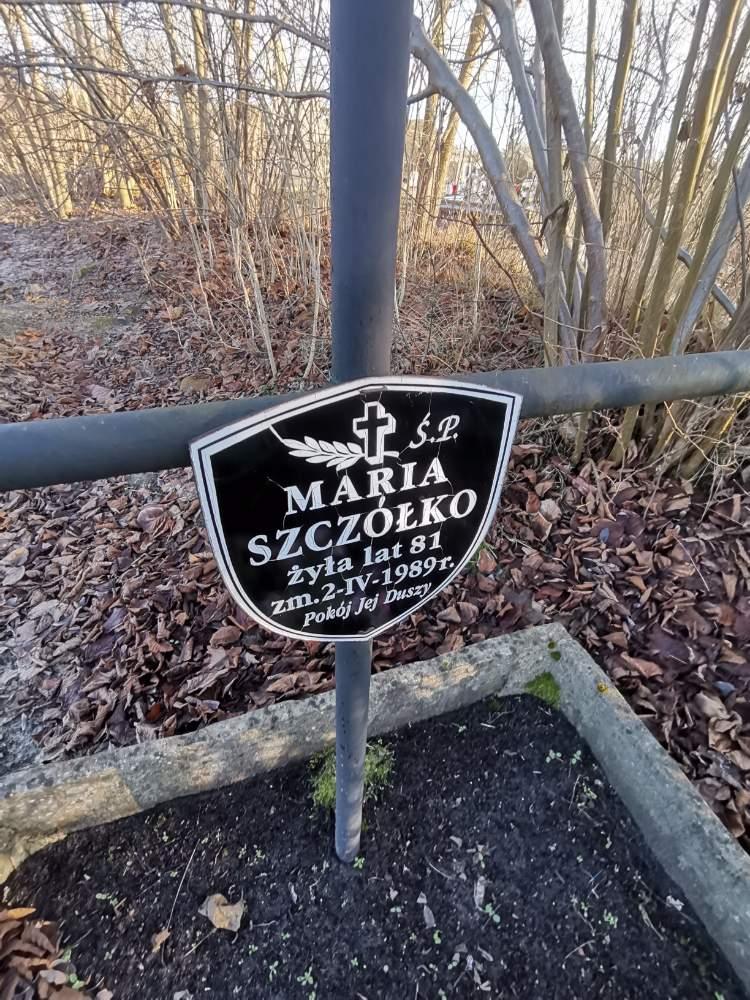 Ś.P.
MARIA
SZCZÓŁKO
żyła lat 81
zm.2-IV-1989r.
Pokój Jej Duszy